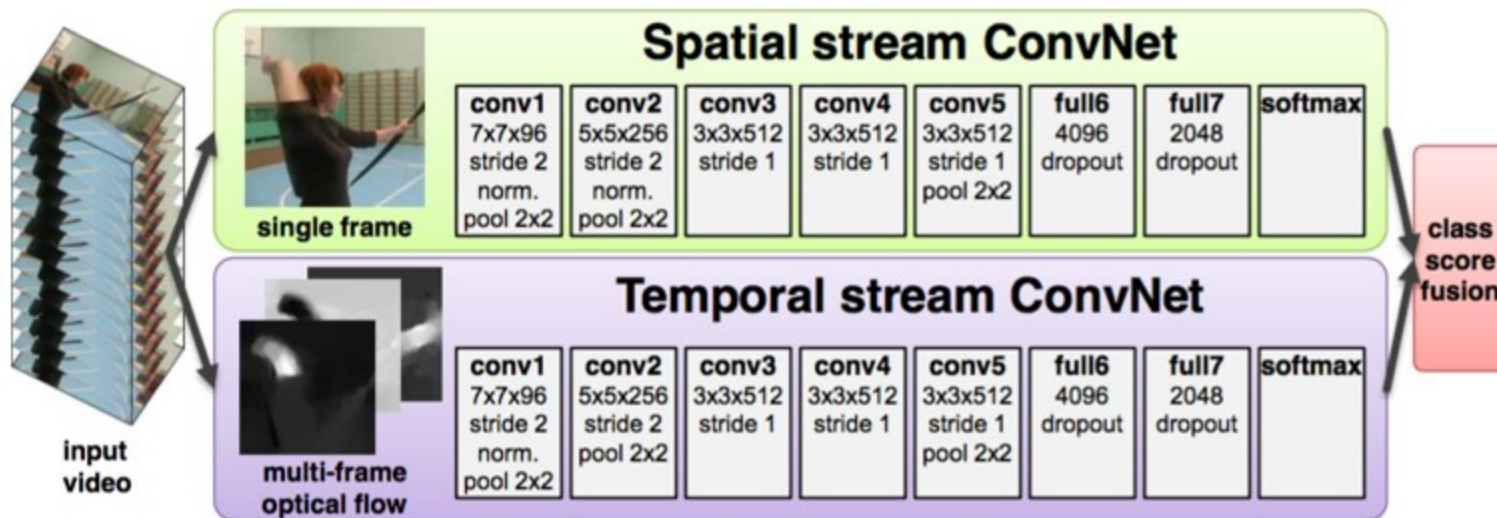 Spatial stream ConvNet
single frame
conv1
7x7x96
stride 2
norm.
pool 2x2
conv2
5x5x256
stride 2
norm.
pool 2x2
conv3
3x3x512
stride 1
conv4
3x3x512
stride 1
conv5
3x3x512
stride 1
pool 2x2
full6
4096
dropout
full7
2048
dropout
softmax
Temporal stream ConvNet
input
video
multi-frame
optical flow
conv1
7x7x96
stride 2
norm.
pool 2x2
conv2
5x5x256
stride 2
pool 2x2
conv3
3x3x512
stride 1
conv4
3x3x512
stride 1
conv5
3x3x512
stride 1
pool 2x2
full6
4096
dropout
full7
2048
dropout
softmax
class
score
fusion